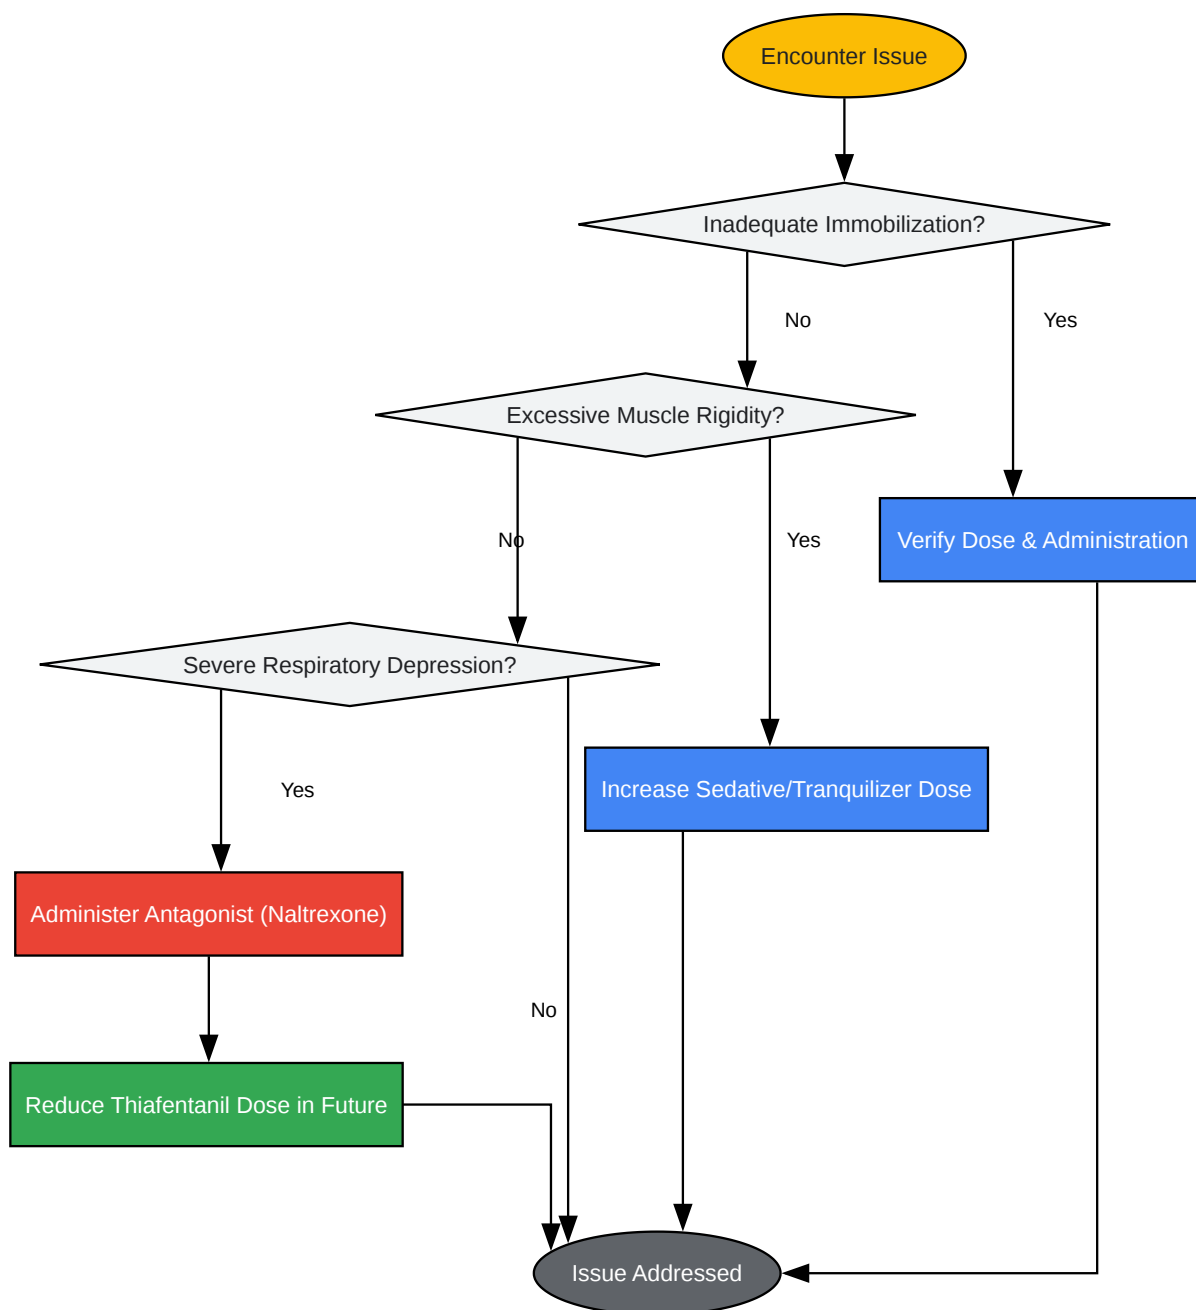 Encounter Issue
Inadequate Immobilization?
No
Yes
Excessive Muscle Rigidity?
No
Yes
Verify Dose & Administration
Severe Respiratory Depression?
Yes
Increase Sedative/Tranquilizer Dose
Administer Antagonist (Naltrexone)
No
Reduce Thiafentanil Dose in Future
Issue Addressed